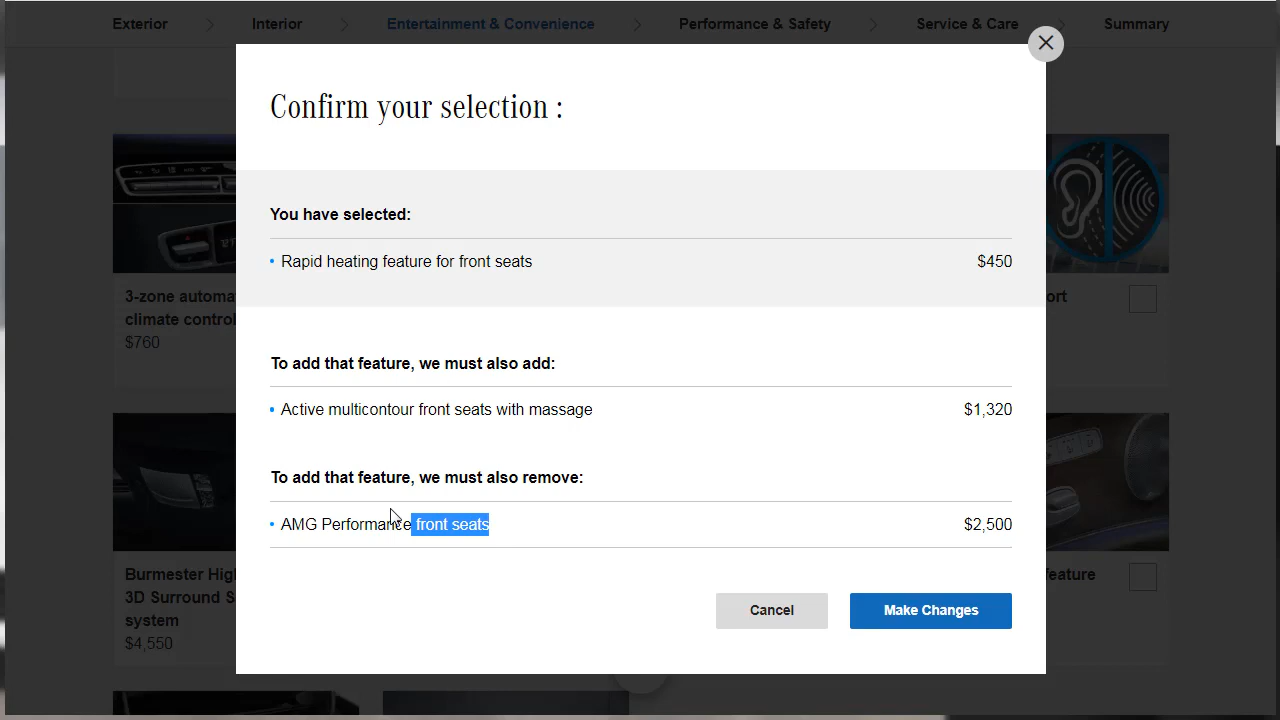 Exterior
Interior
Entertainment & Convenience
Performance & Safety
Service & Care
Summary
Confirm your selection :
You have selected:
Rapid heating feature for front seats $450
To add that feature, we must also add:
Active multicontour front seats with massage $1,320
To add that feature, we must also remove:
AMG Performance front seats $2,500
Cancel
Make Changes
3-zone automa
climate control
$760
ort
Burmester Hig
3D Surround S
system
$4,550
feature